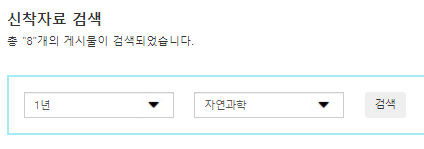 신착자료 검색
총 "8"개의 게시물이 검색되었습니다.
1년 자연과학 검색